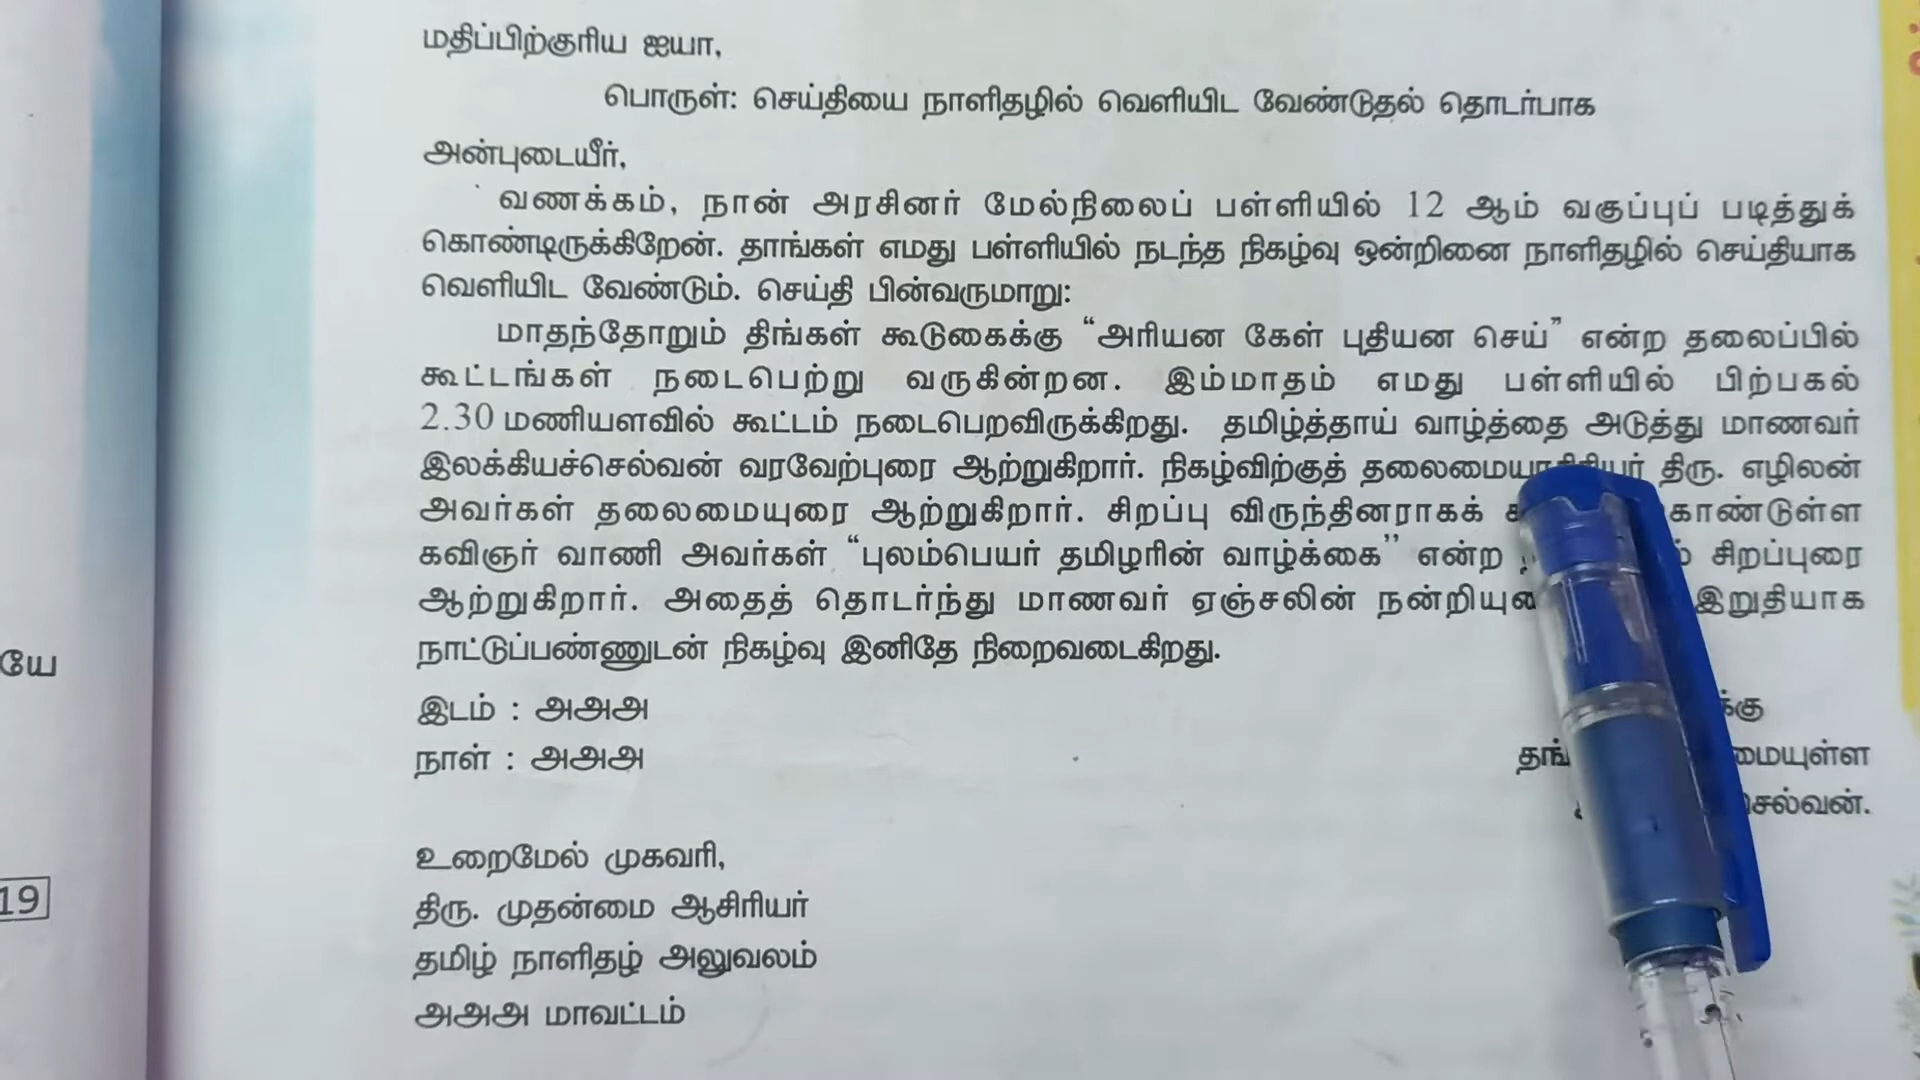 மதிப்பிற்குரிய ஐயா,
பொருள்: செய்தியை நாளிதழில் வெளியிட வேண்டுதல் தொடர்பாக
அன்புடையீர்,
வணக்கம், நான் அரசினர் மேல்நிலைப் பள்ளியில் 12 ஆம் வகுப்புப் படித்துக்
கொண்டிருக்கிறேன். தாங்கள் எமது பள்ளியில் நடந்த நிகழ்வு ஒன்றினை நாளிதழில் செய்தியாக
வெளியிட வேண்டும். செய்தி பின்வருமாறு:
மாதந்தோறும் திங்கள் கூடுகைக்கு “அரியன கேள் புதியன செய்” என்ற தலைப்பில்
கூட்டங்கள் நடைபெற்று வருகின்றன. இம்மாதம் எமது பள்ளியில் பிற்பகல்
2.30 மணியளவில் கூட்டம் நடைபெறவிருக்கிறது. தமிழ்த்தாய் வாழ்த்தை அடுத்து மாணவர்
இலக்கியச்செல்வன் வரவேற்புரை ஆற்றுகிறார். நிகழ்விற்குத் திரு. எழிலன்
அவர்கள் தலைமையுரை ஆற்றுகிறார். சிறப்பு விருந்தினராகக்
கவிஞர் வாணி அவர்கள் “புலம்பெயர் தமிழரின் வாழ்க்கை” என்ற சிறப்புரை
ஆற்றுகிறார். அதைத் தொடர்ந்து மாணவர் ஏஞ்சலின் இறுதியாக
நாட்டுப்பண்ணுடன் நிகழ்வு இனிதே நிறைவடைகிறது.
இடம் : அஅஅ
நாள் : அஅஅ
உறைமேல் முகவரி,
திரு. முதன்மை ஆசிரியர்
தமிழ் நாளிதழ் அலுவலம்
அஅஅ மாவட்டம்
யே
19